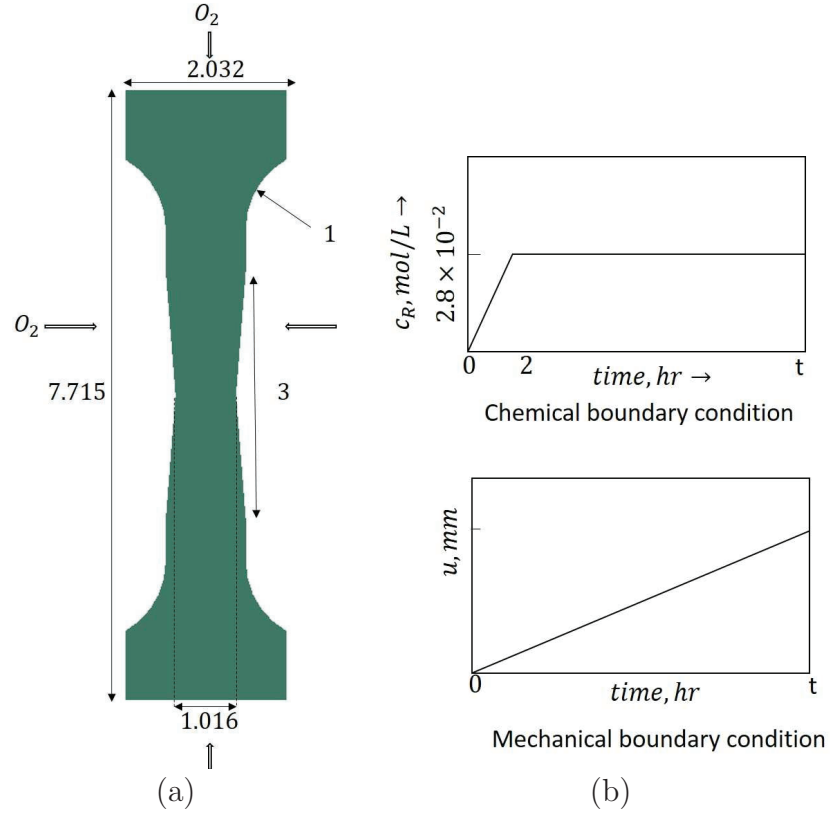 O₂
2.032
1
O₂
7.715
3
1.016
(a)
c_R, mol/L →
2.8 × 10⁻²
0
2
t
time, hr →
Chemical boundary condition
u, mm
0
t
time, hr
Mechanical boundary condition
(b)